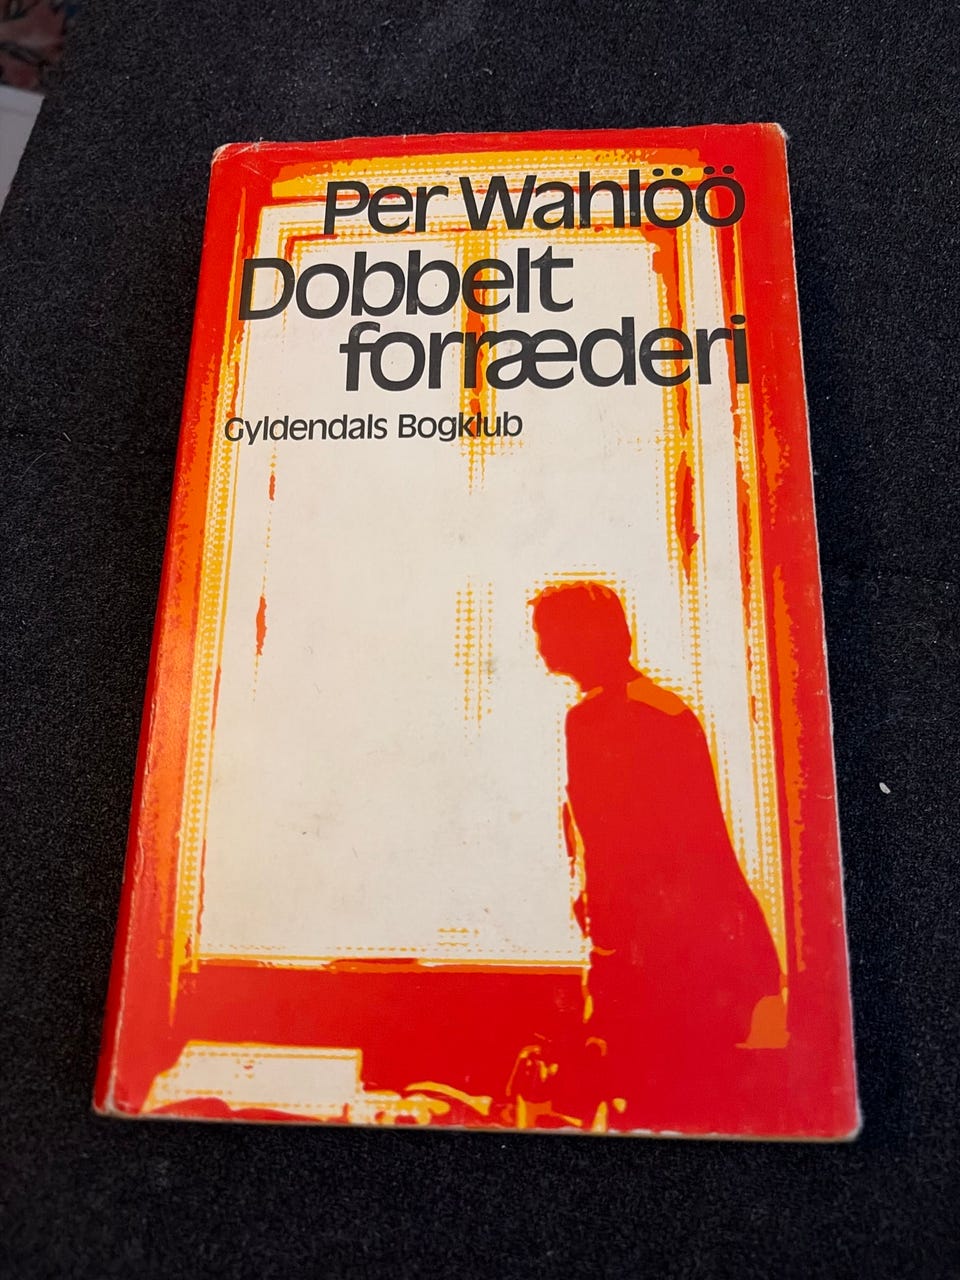 Per Wahlöö
Dobbelt
forræderi
Gyldendals Bogklub